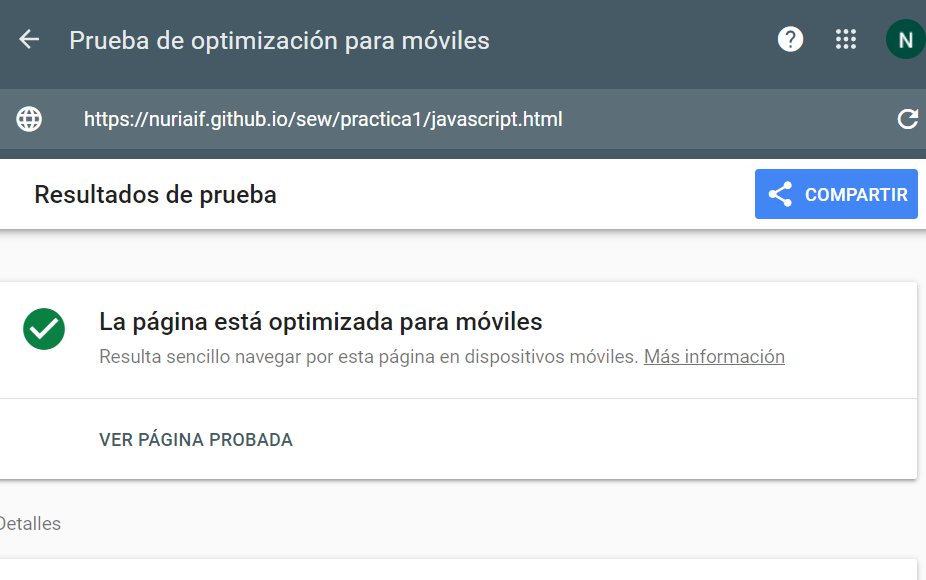 Prueba de optimización para móviles
?
N
https://nuriaif.github.io/sew/practica1/javascript.html
Resultados de prueba
COMPARTIR
La página está optimizada para móviles
Resulta sencillo navegar por esta página en dispositivos móviles. Más información
VER PÁGINA PROBADA
Detalles